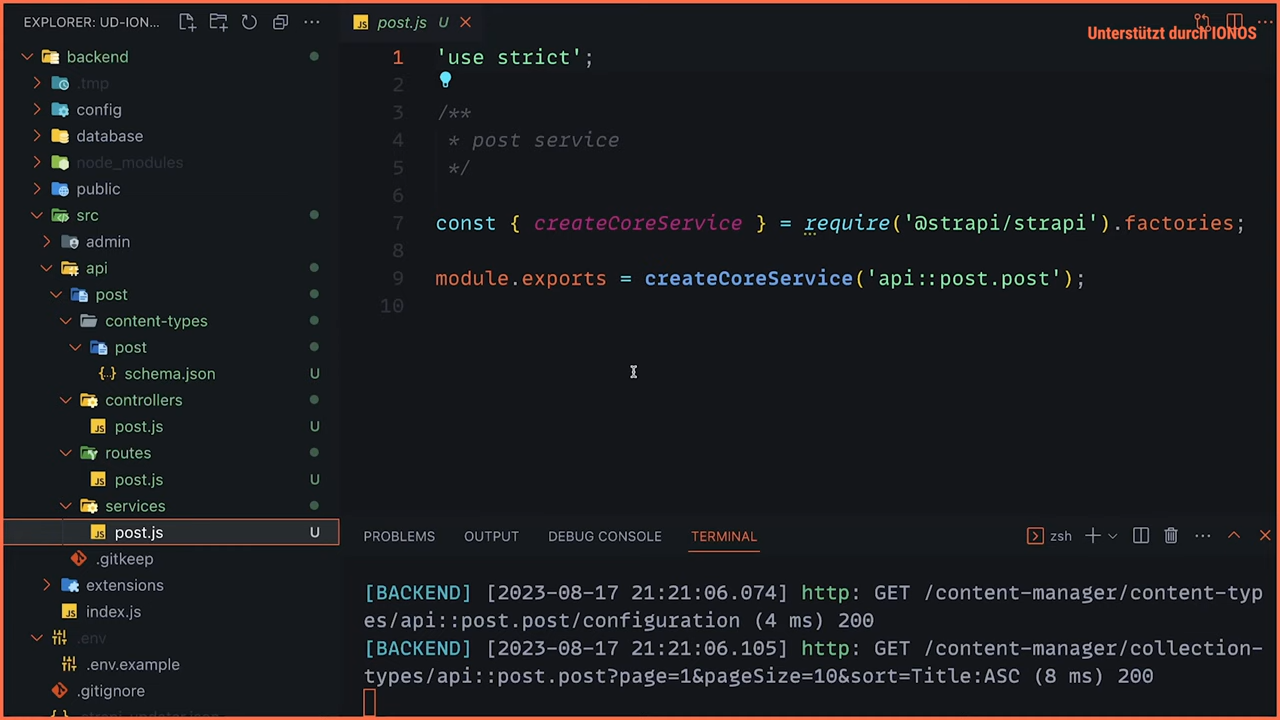 EXPLORER: UD-ION...
backend
.tmp
config
database
node_modules
public
src
admin
api
post
content-types
post
schema.json U
controllers
post.js U
routes
post.js U
services
post.js U
.gitkeep
extensions
index.js
.env
.env.example
.gitignore
post.js U
Unterstützt durch IONOS
1 'use strict';
2
3 /**
4 * post service
5 */
6
7 const { createCoreService } = require('@strapi/strapi').factories;
8
9 module.exports = createCoreService('api::post.post');
10
PROBLEMS OUTPUT DEBUG CONSOLE TERMINAL zsh
[BACKEND] [2023-08-17 21:21:06.074] http: GET /content-manager/content-typ
es/api::post.post/configuration (4 ms) 200
[BACKEND] [2023-08-17 21:21:06.105] http: GET /content-manager/collection-
types/api::post.post?page=1&pageSize=10&sort=Title:ASC (8 ms) 200